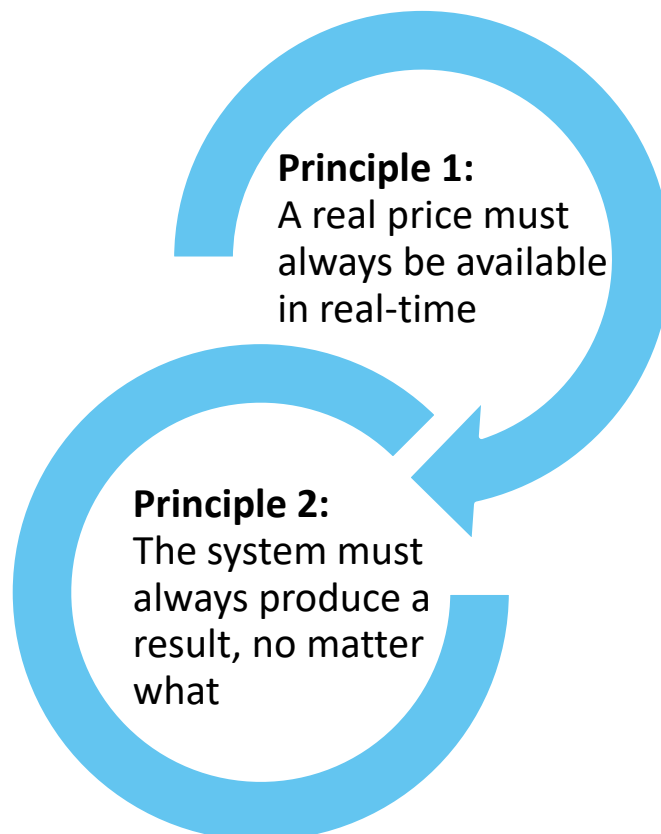 Principle 1:
A real price must
always be available
in real-time
Principle 2:
The system must
always produce a
result, no matter
what